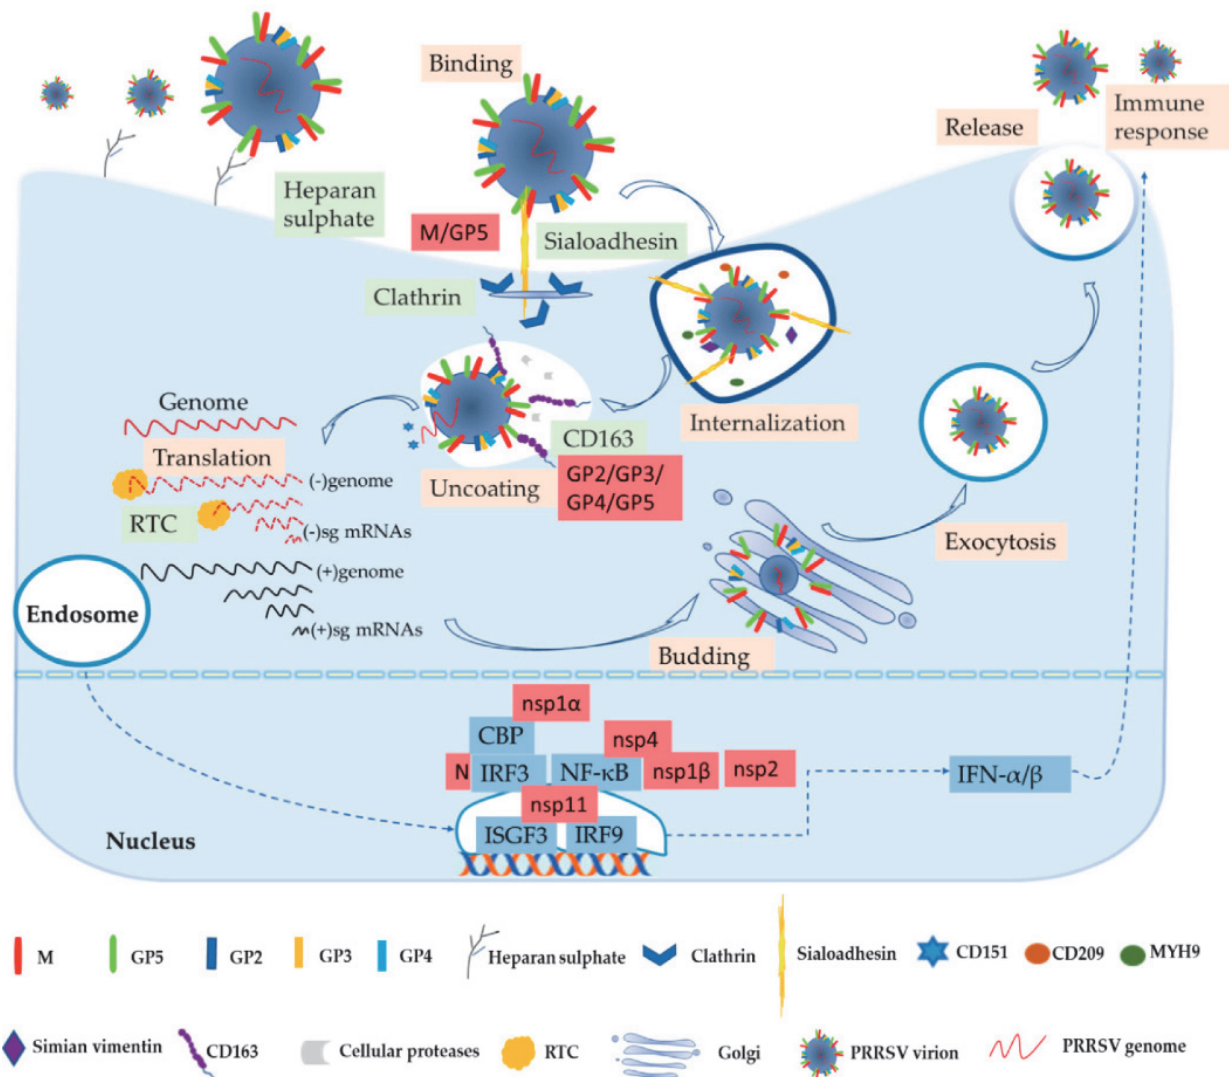 Binding
Release
Immune
response
Heparan
sulphate
M/GP5
Sialoadhesin
Clathrin
Internalization
Genome
Translation
(-)genome
RTC
(-)sg mRNAs
CD163
Uncoating
GP2/GP3/
GP4/GP5
Exocytosis
(+)genome
Endosome
(+)sg mRNAs
Budding
nsp1α
CBP
nsp4
N
IRF3
NF-κB
nsp1β
nsp2
IFN-α/β
nsp11
ISGF3
IRF9
Nucleus
M
GP5
GP2
GP3
GP4
Heparan sulphate
Clathrin
Sialoadhesin
CD151
CD209
MYH9
Simian vimentin
CD163
Cellular proteases
RTC
Golgi
PRRSV virion
PRRSV genome